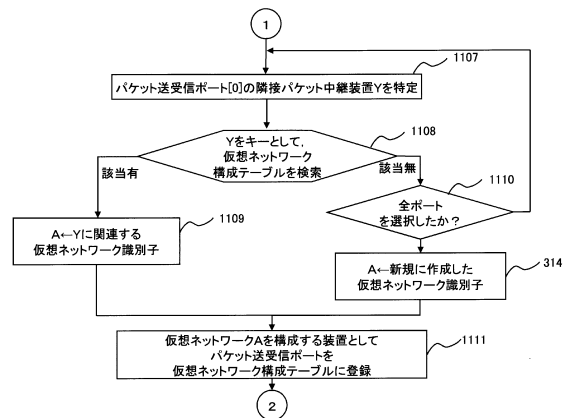 1
1107
パケット送受信ポート[0]の隣接パケット中継装置Yを特定
1108
Yをキーとして,
仮想ネットワーク
構成テーブルを検索
該当有
該当無
1110
全ポート
を選択したか？
1109
A←Yに関連する
仮想ネットワーク識別子
A←新規に作成した
仮想ネットワーク識別子
314
仮想ネットワークAを構成する装置として
パケット送受信ポートを
仮想ネットワーク構成テーブルに登録
1111
2